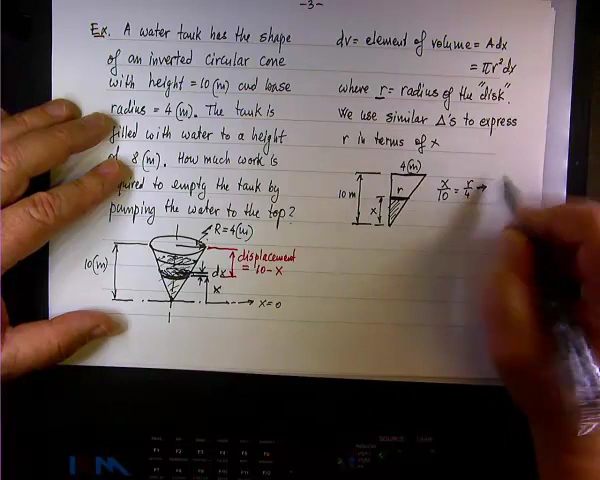 -3-
Ex. A water tank has the shape
of an inverted circular cone
with height = 10 (m) and base
radius = 4 (m). The tank is
filled with water to a height
of 8 (m). How much work is
required to empty the tank by
pumping the water to the top?
R = 4(m)
10(m)
displacement
= 10 - x
dx
x
x = 0
dv = element of volume = A dx
= πr²dx
where r = radius of the "disk".
We use similar Δ's to express
r in terms of x
4(m)
10 m
r
x
x/10 = r/4 →
SOURCE